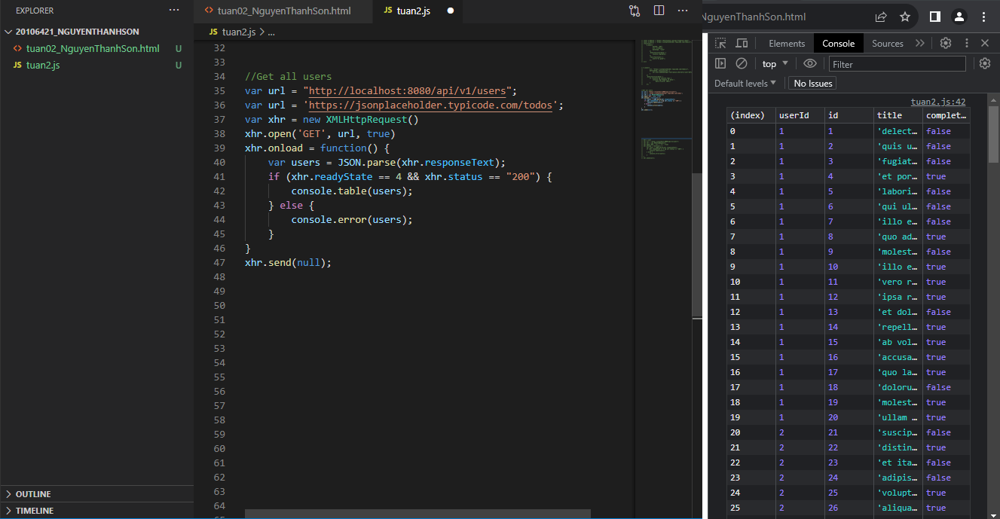 EXPLORER
20106421_NGUYENTHANHSON
tuan02_NguyenThanhSon.html U
JS tuan2.js U
OUTLINE
TIMELINE
tuan02_NguyenThanhSon.html JS tuan2.js
JS tuan2.js > ...
32
33
34 //Get all users
35 var url = "http://localhost:8080/api/v1/users";
36 var url = 'https://jsonplaceholder.typicode.com/todos';
37 var xhr = new XMLHttpRequest()
38 xhr.open('GET', url, true)
39 xhr.onload = function() {
40 var users = JSON.parse(xhr.responseText);
41 if (xhr.readyState == 4 && xhr.status == "200") {
42 console.table(users);
43 } else {
44 console.error(users);
45 }
46 }
47 xhr.send(null);
48
49
50
51
52
53
54
55
56
57
58
59
60
61
62
63
64
NguyenThanhSon.html
Elements Console Sources
top Filter
Default levels No Issues
tuan2.js:42
(index) userId id title complet…
0 1 1 'delect… false
1 1 2 'quis u… false
2 1 3 'fugiat… false
3 1 4 'et por… true
4 1 5 'labori… false
5 1 6 'qui ul… false
6 1 7 'illo e… false
7 1 8 'quo ad… true
8 1 9 'molest… false
9 1 10 'illo e… true
10 1 11 'vero r… true
11 1 12 'ipsa r… true
12 1 13 'et dol… false
13 1 14 'repell… true
14 1 15 'ab vol… true
15 1 16 'accusa… true
16 1 17 'quo la… true
17 1 18 'doloru… false
18 1 19 'molest… true
19 1 20 'ullam … true
20 2 21 'suscip… false
21 2 22 'distin… true
22 2 23 'et ita… false
23 2 24 'adipis… false
24 2 25 'volupt… true
25 2 26 'aliqua… true